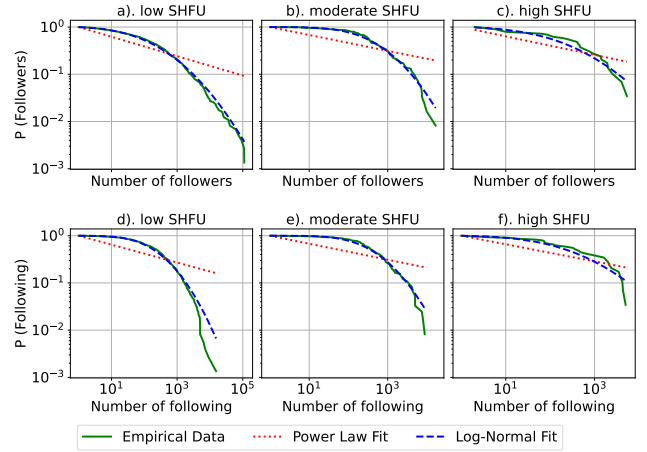 a). low SHFU b). moderate SHFU c). high SHFU
P (Followers)
10^0
10^-1
10^-2
10^-3
Number of followers Number of followers Number of followers
d). low SHFU e). moderate SHFU f). high SHFU
P (Following)
10^0
10^-1
10^-2
10^-3
10^1 10^3 10^5 10^1 10^3 10^1 10^3
Number of following Number of following Number of following
Empirical Data Power Law Fit Log-Normal Fit